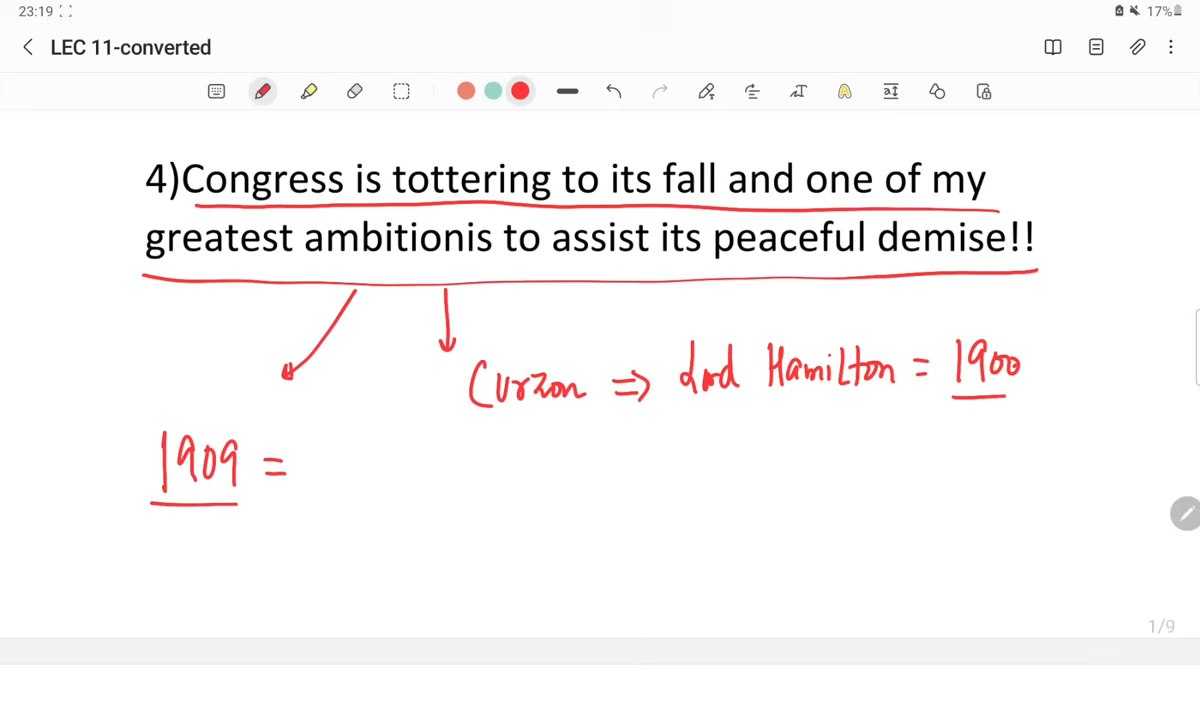 23:19
17%
LEC 11-converted
4)Congress is tottering to its fall and one of my
greatest ambitionis to assist its peaceful demise!!
Curzon => Lord Hamilton = 1900
1909 =
1/9